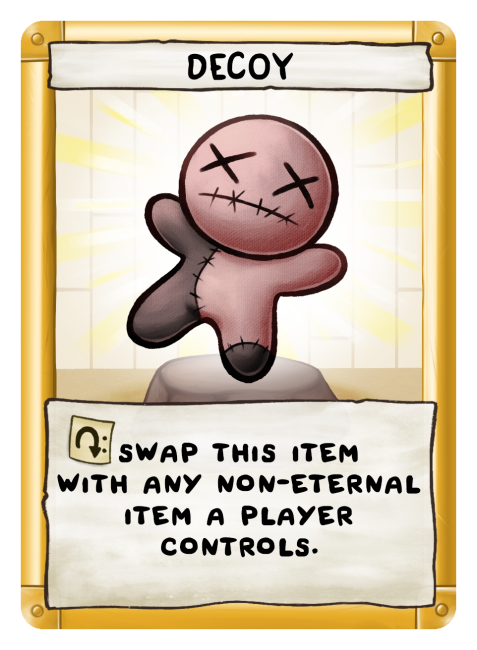 DECOY
: SWAP THIS ITEM
WITH ANY NON-ETERNAL
ITEM A PLAYER
CONTROLS.